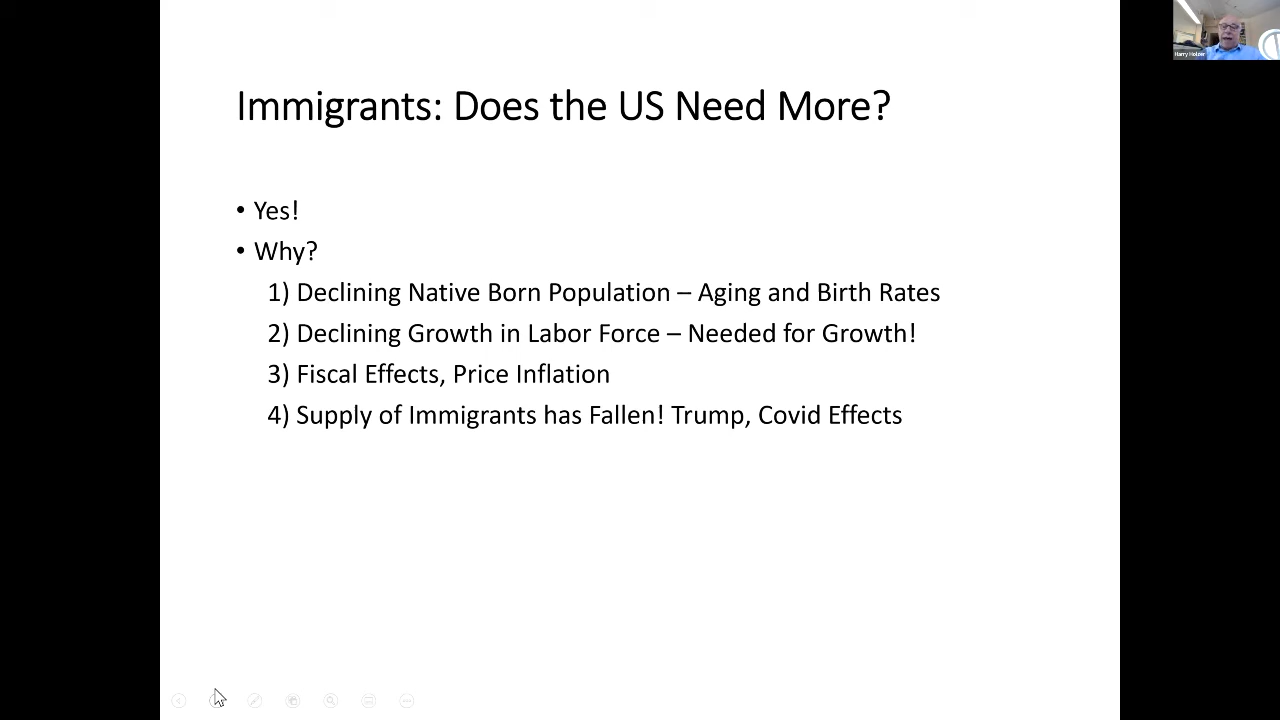 Immigrants: Does the US Need More?
• Yes!
• Why?
1) Declining Native Born Population – Aging and Birth Rates
2) Declining Growth in Labor Force – Needed for Growth!
3) Fiscal Effects, Price Inflation
4) Supply of Immigrants has Fallen! Trump, Covid Effects
Harry Holzer